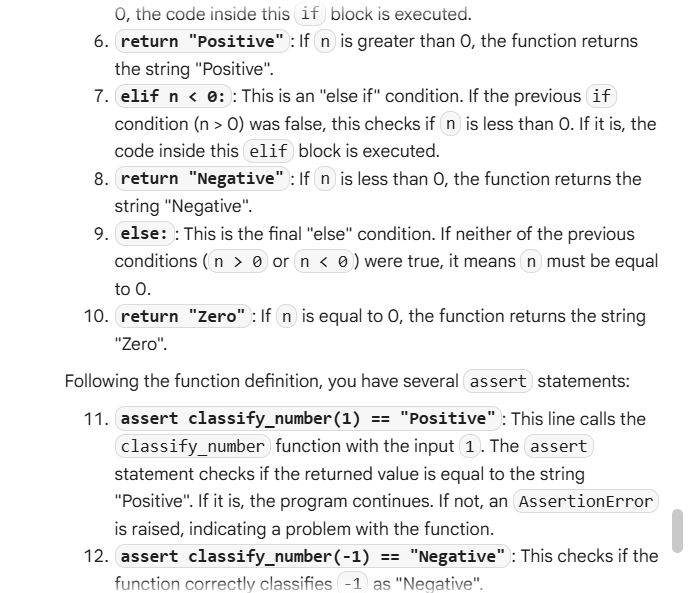 0, the code inside this if block is executed.
6. return "Positive": If n is greater than 0, the function returns
the string "Positive".
7. elif n < 0:: This is an "else if" condition. If the previous if
condition (n > 0) was false, this checks if n is less than 0. If it is, the
code inside this elif block is executed.
8. return "Negative": If n is less than 0, the function returns the
string "Negative".
9. else:: This is the final "else" condition. If neither of the previous
conditions (n > 0 or n < 0) were true, it means n must be equal
to 0.
10. return "Zero": If n is equal to 0, the function returns the string
"Zero".
Following the function definition, you have several assert statements:
11. assert classify_number(1) == "Positive": This line calls the
classify_number function with the input 1. The assert
statement checks if the returned value is equal to the string
"Positive". If it is, the program continues. If not, an AssertionError
is raised, indicating a problem with the function.
12. assert classify_number(-1) == "Negative": This checks if the
function correctly classifies -1 as "Negative".